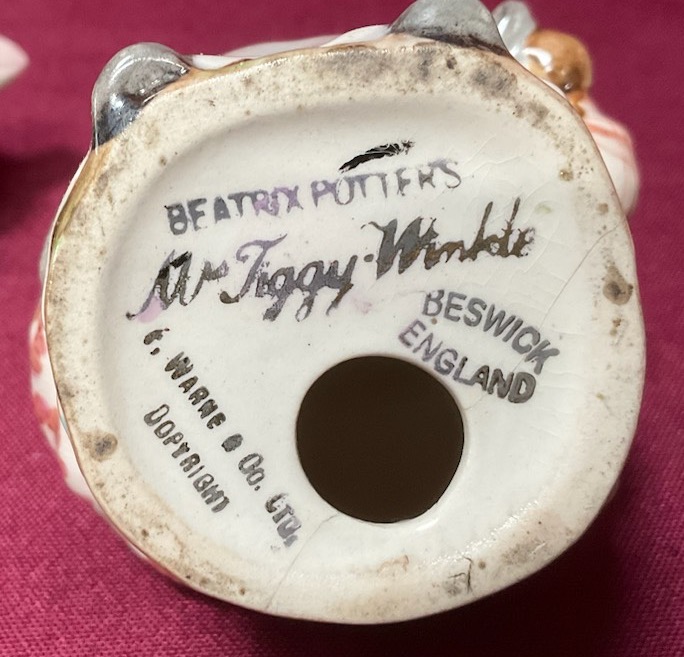 BEATRIX POTTER'S
Mrs Tiggy-Winkle
BESWICK
ENGLAND
F. WARNE & CO. LTD.
COPYRIGHT